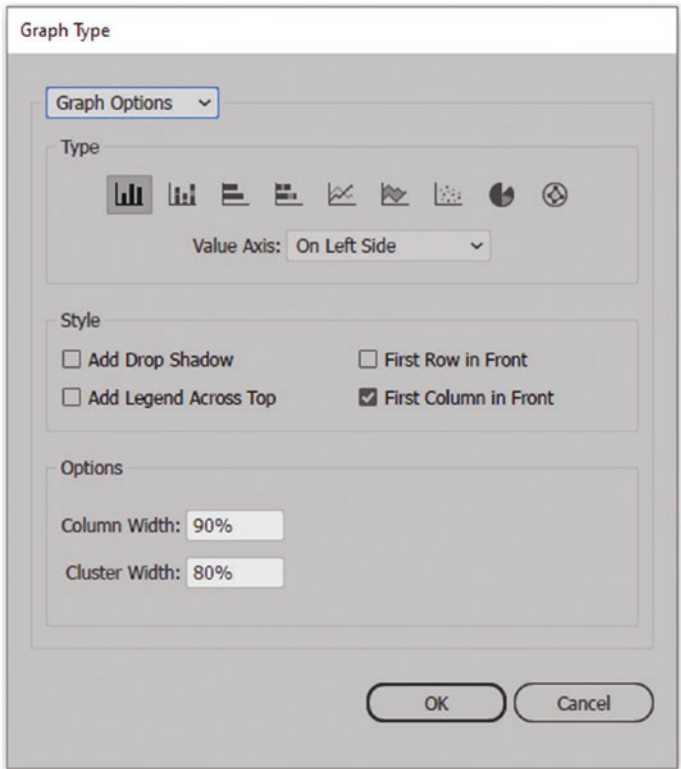 Graph Type
Graph Options
Type
Value Axis: On Left Side
Style
Add Drop Shadow First Row in Front
Add Legend Across Top First Column in Front
Options
Column Width: 90%
Cluster Width: 80%
OK Cancel